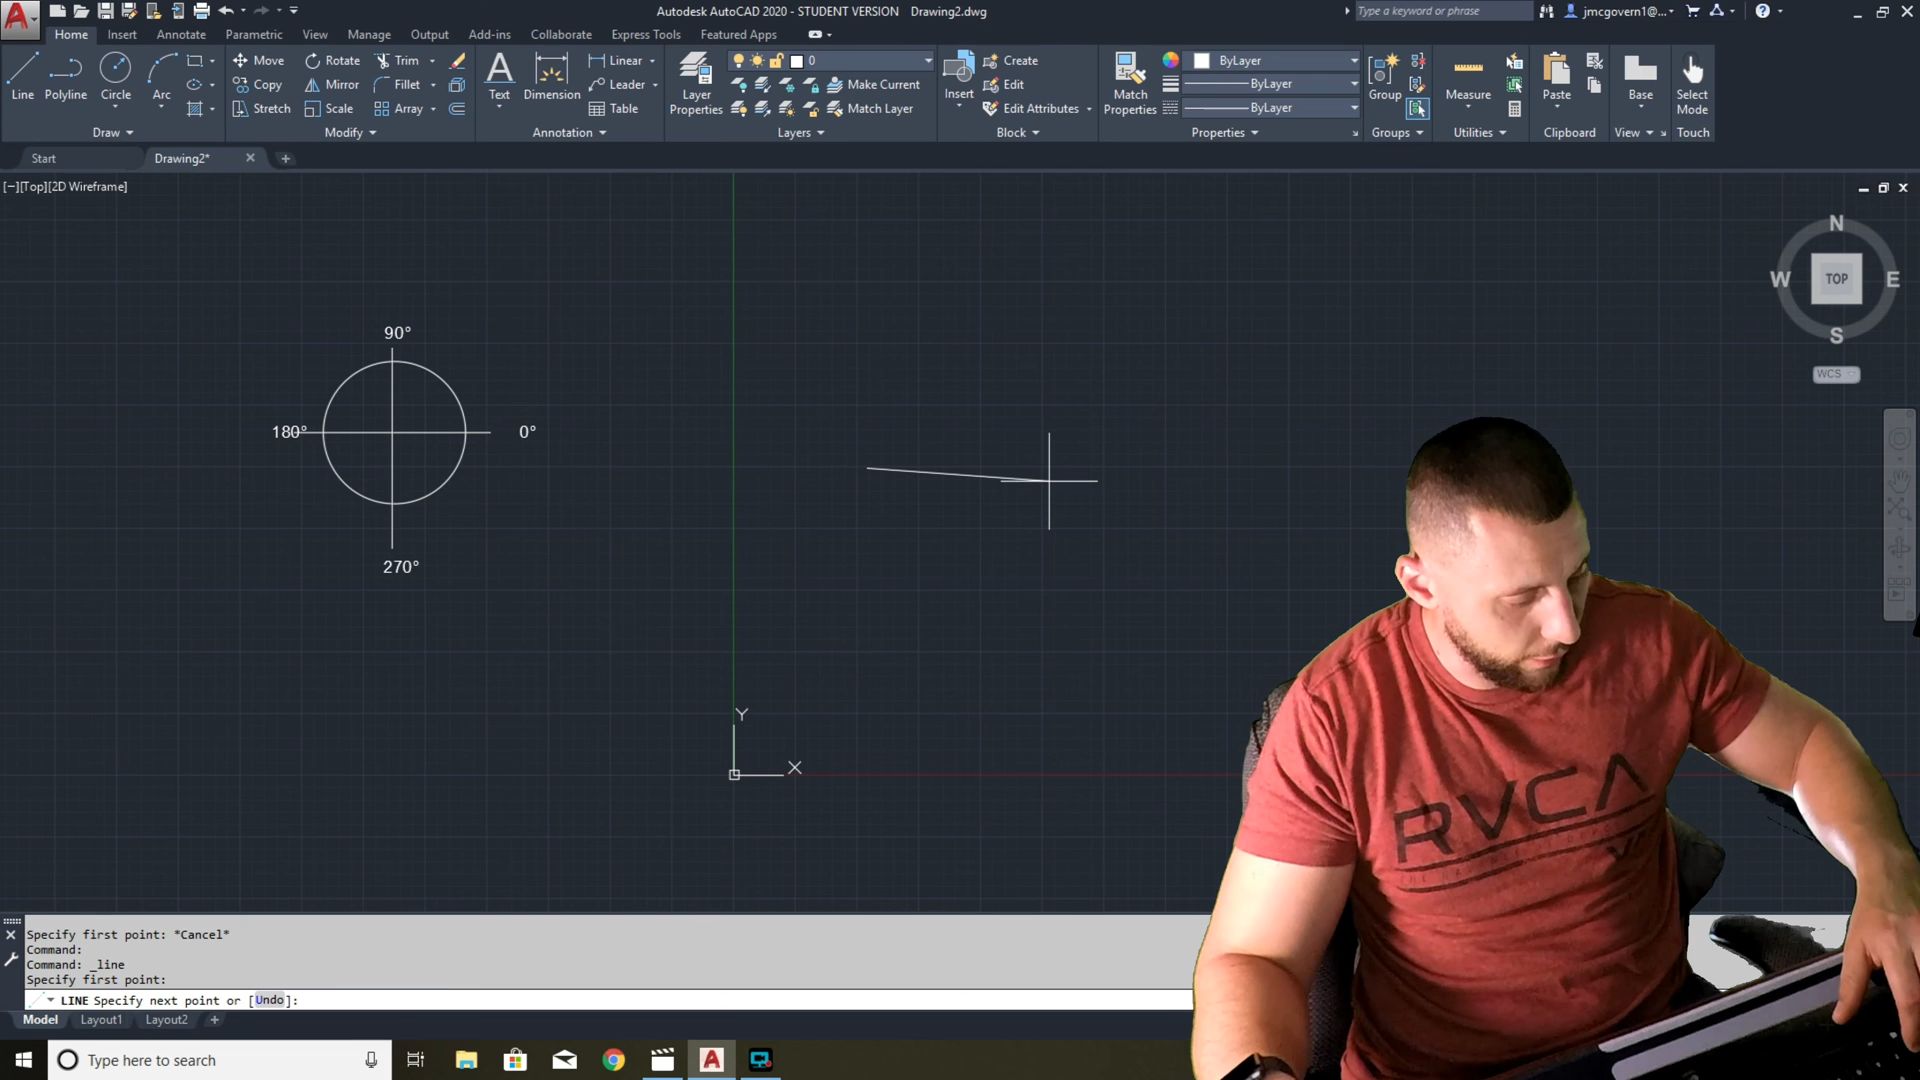 Autodesk AutoCAD 2020 - STUDENT VERSION    Drawing2.dwg
Type a keyword or phrase
jmcgovern1@...
Home Insert Annotate Parametric View Manage Output Add-ins Collaborate Express Tools Featured Apps
Line Polyline Circle Arc
Move Rotate Trim
Copy Mirror Fillet
Stretch Scale Array
Text Dimension
Linear
Leader
Table
Layer Properties
0
Make Current
Match Layer
Insert
Create
Edit
Edit Attributes
Match Properties
ByLayer
ByLayer
ByLayer
Group
Measure
Paste
Base
Select Mode
Draw Modify Annotation Layers Block Properties Groups Utilities Clipboard View Touch
Start Drawing2*
[−][Top][2D Wireframe]
N
W TOP E
S
WCS
90°
180° 0°
270°
Y
X
RVCA
Specify first point: *Cancel*
Command:
Command: _line
Specify first point:
LINE Specify next point or [Undo]:
Model Layout1 Layout2
Type here to search